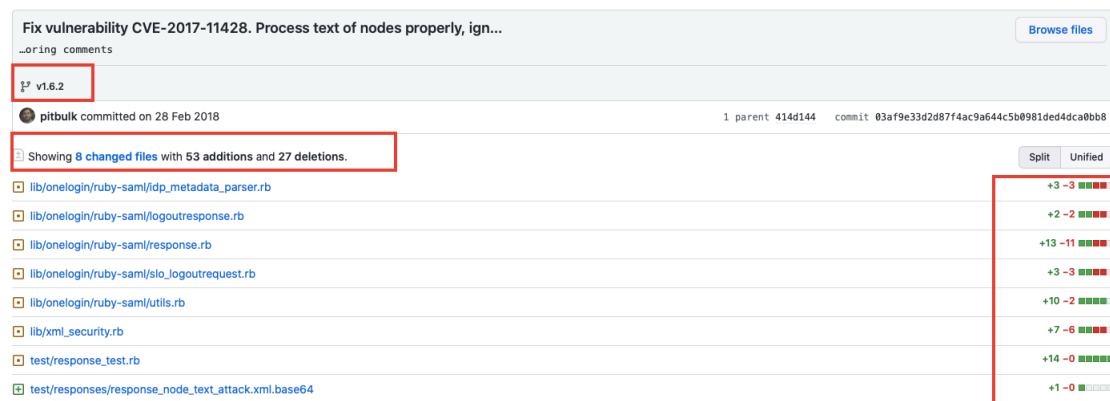 Fix vulnerability CVE-2017-11428. Process text of nodes properly, ign...
Browse files
…oring comments
v1.6.2
pitbulk committed on 28 Feb 2018
1 parent 414d144 commit 03af9e33d2d87f4ac9a644c5b0981ded4dca0bb8
Showing 8 changed files with 53 additions and 27 deletions.
Split Unified
lib/onelogin/ruby-saml/idp_metadata_parser.rb +3 −3
lib/onelogin/ruby-saml/logoutresponse.rb +2 −2
lib/onelogin/ruby-saml/response.rb +13 −11
lib/onelogin/ruby-saml/slo_logoutrequest.rb +3 −3
lib/onelogin/ruby-saml/utils.rb +10 −2
lib/xml_security.rb +7 −6
test/response_test.rb +14 −0
test/responses/response_node_text_attack.xml.base64 +1 −0